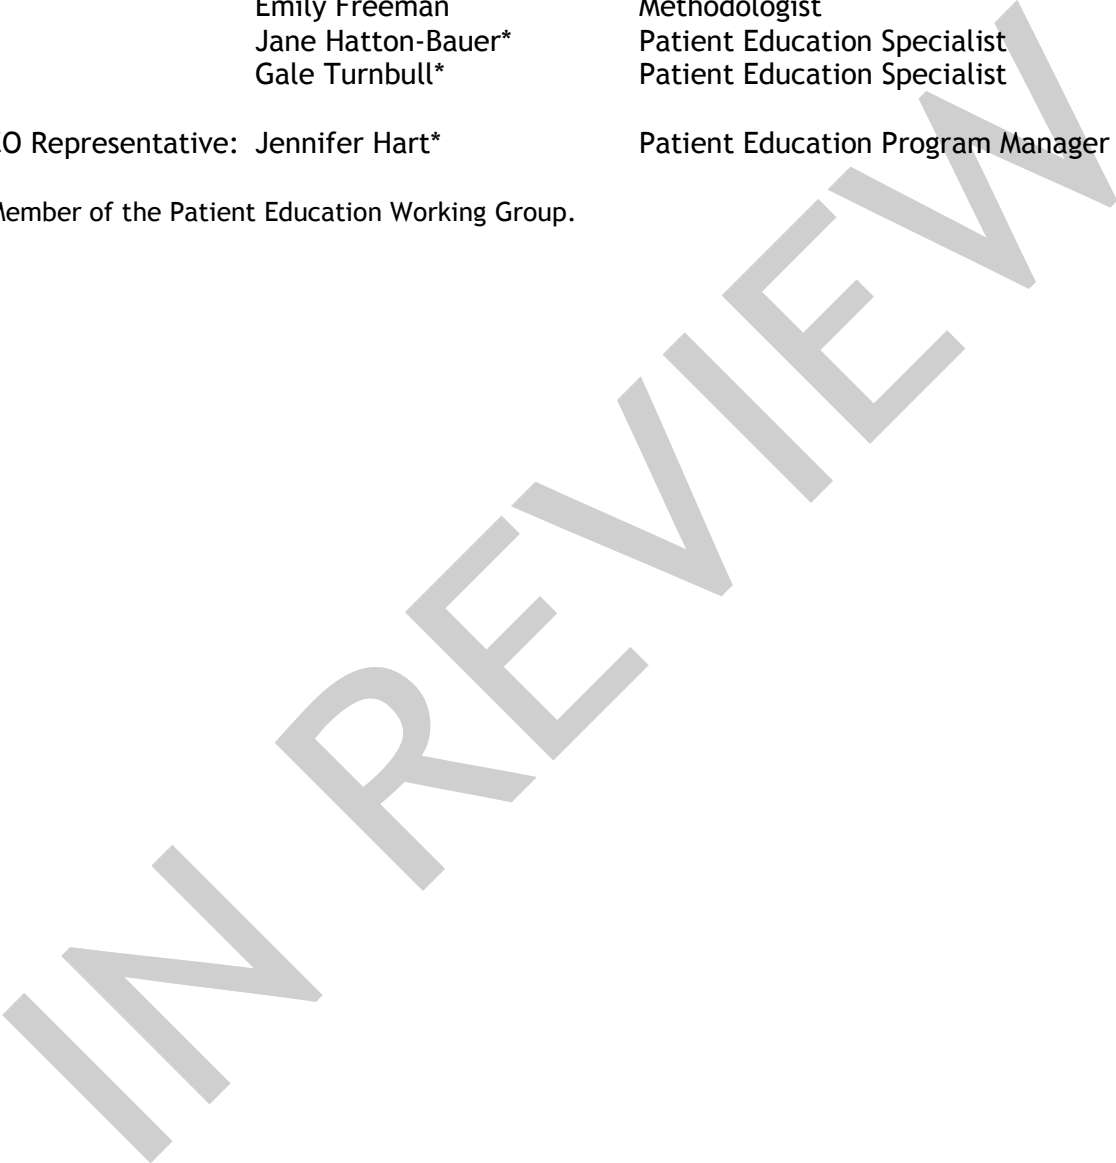 Emily Freeman Methodologist
Jane Hatton-Bauer* Patient Education Specialist
Gale Turnbull* Patient Education Specialist
O Representative: Jennifer Hart* Patient Education Program Manager
Member of the Patient Education Working Group.
IN REVIEW